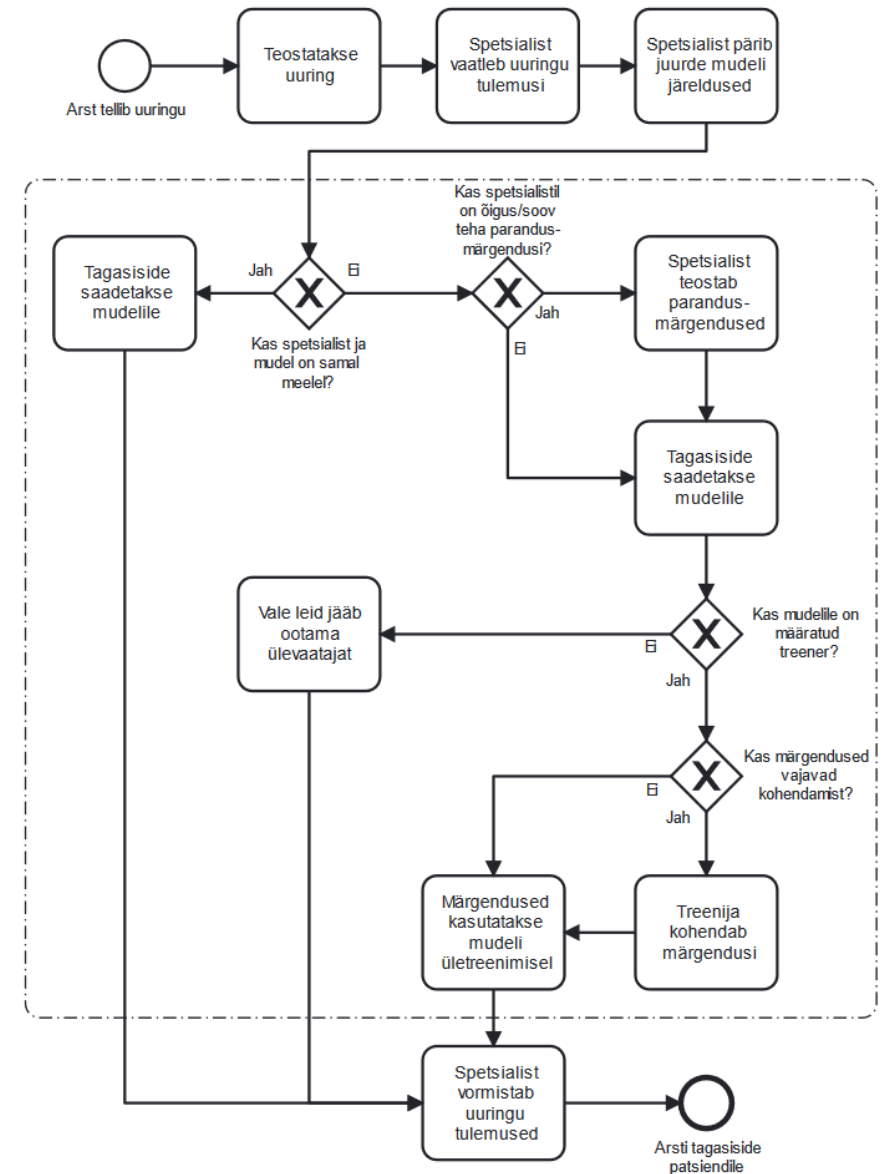 Teostatakse
uuring
Spetsialist
vaatleb uuringu
tulemusi
Spetsialist pärib
juurde mudeli
järeldused
Arst tellib uuringu
Kas spetsialistil
on õigus/soov
teha parandus-
märgendusi?
Tagasiside
saadetakse
mudelile
Jah
Ei
Kas spetsialist ja
mudel on samal
meelel?
Jah
Ei
Spetsialist
teostab
parandus-
märgendused
Tagasiside
saadetakse
mudelile
Vale leid jääb
ootama
ülevaatajat
Ei
Kas mudelile on
määratud
treener?
Jah
Kas märgendused
vajavad
kohendamist?
Ei
Jah
Märgendused
kasutatakse
mudeli
ületreenimisel
Treenija
kohendab
märgendusi
Spetsialist
vormistab
uuringu
tulemused
Arsti tagasiside
patsiendile